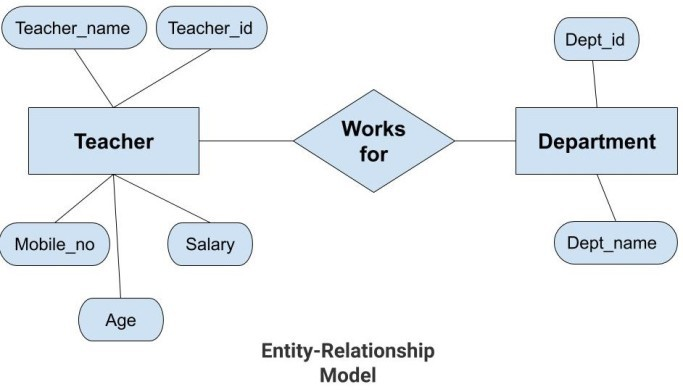 Teacher_name
Teacher_id
Dept_id
Teacher
Works
for
Department
Mobile_no
Salary
Dept_name
Age
Entity-Relationship
Model